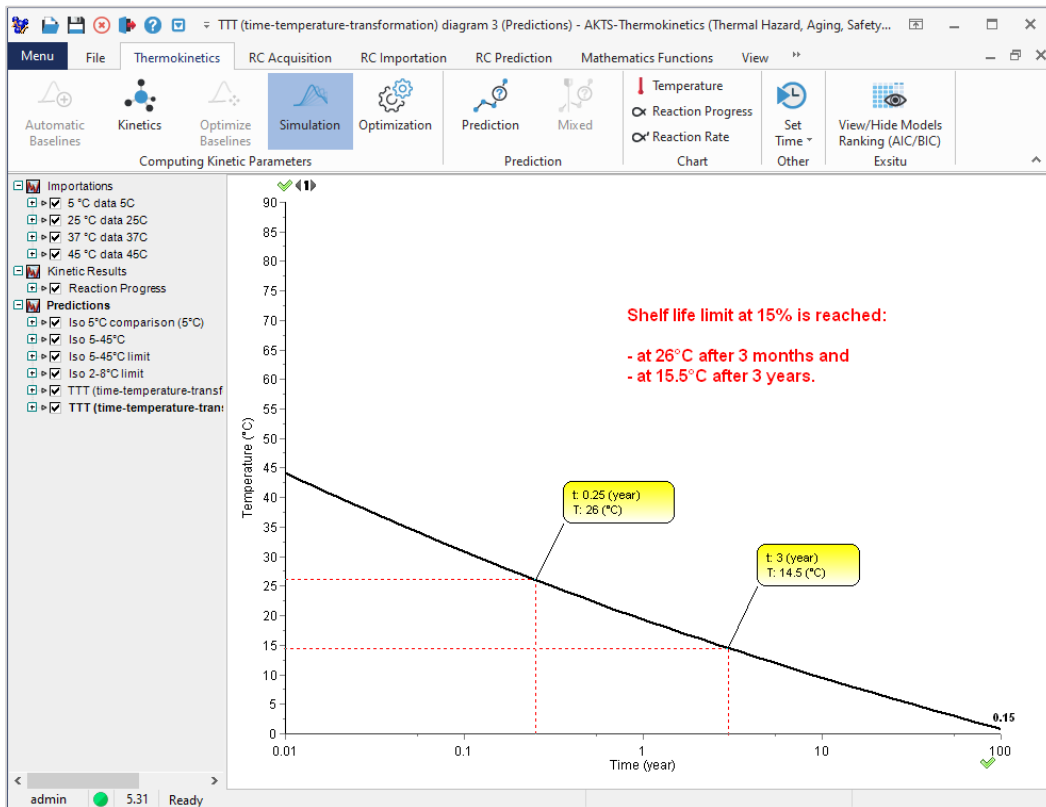 TTT (time-temperature-transformation) diagram 3 (Predictions) - AKTS-Thermokinetics (Thermal Hazard, Aging, Safety...
Menu File Thermokinetics RC Acquisition RC Importation RC Prediction Mathematics Functions View
Automatic Baselines
Kinetics
Optimize Baselines
Simulation
Optimization
Computing Kinetic Parameters
Prediction
Mixed
Prediction
Temperature
α Reaction Progress
α' Reaction Rate
Chart
Set Time
Other
View/Hide Models Ranking (AIC/BIC)
Exsitu
Importations
5 °C data 5C
25 °C data 25C
37 °C data 37C
45 °C data 45C
Kinetic Results
Reaction Progress
Predictions
Iso 5°C comparison (5°C)
Iso 5-45°C
Iso 5-45°C limit
Iso 2-8°C limit
TTT (time-temperature-transf
TTT (time-temperature-trans
1
90
85
80
75
70
65
60
55
50
45
40
35
30
25
20
15
10
5
0
Temperature (°C)
Shelf life limit at 15% is reached:
- at 26°C after 3 months and
- at 15.5°C after 3 years.
t: 0.25 (year)
T: 26 (°C)
t: 3 (year)
T: 14.5 (°C)
0.15
0.01 0.1 1 10 100
Time (year)
admin 5.31 Ready